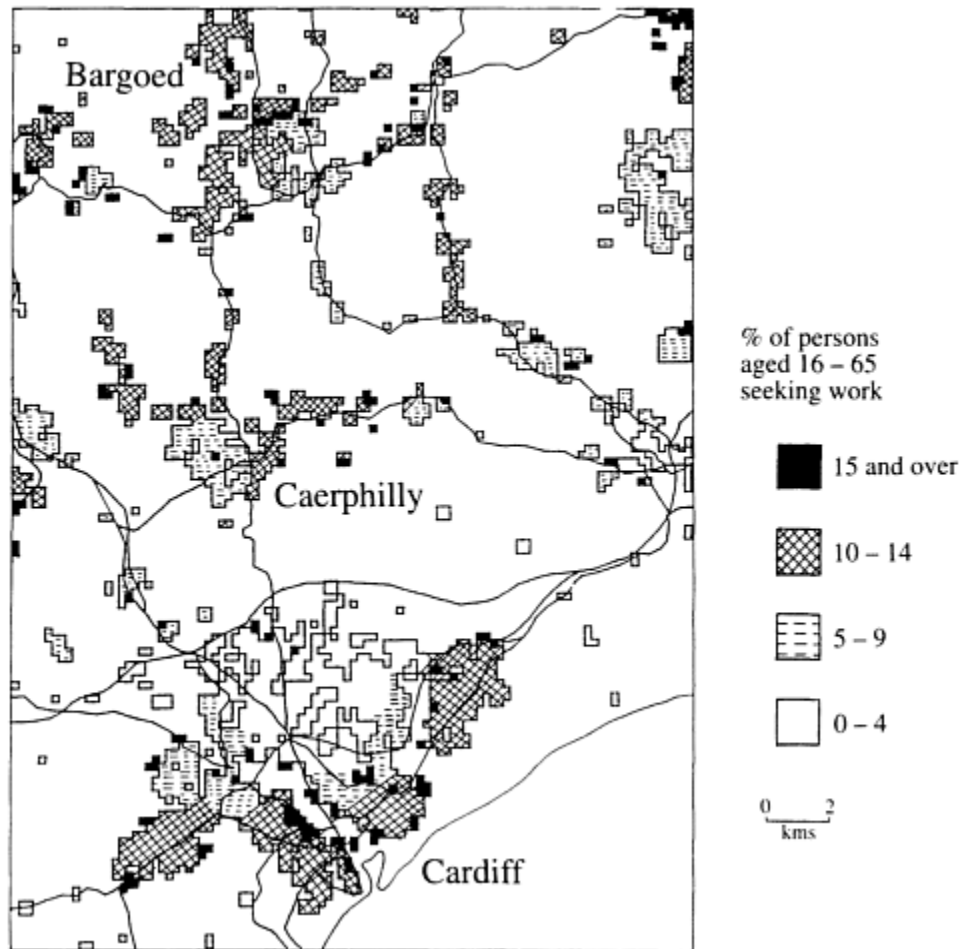 Bargoed
Caerphilly
Cardiff
% of persons
aged 16 – 65
seeking work
15 and over
10 – 14
5 – 9
0 – 4
0 2
kms